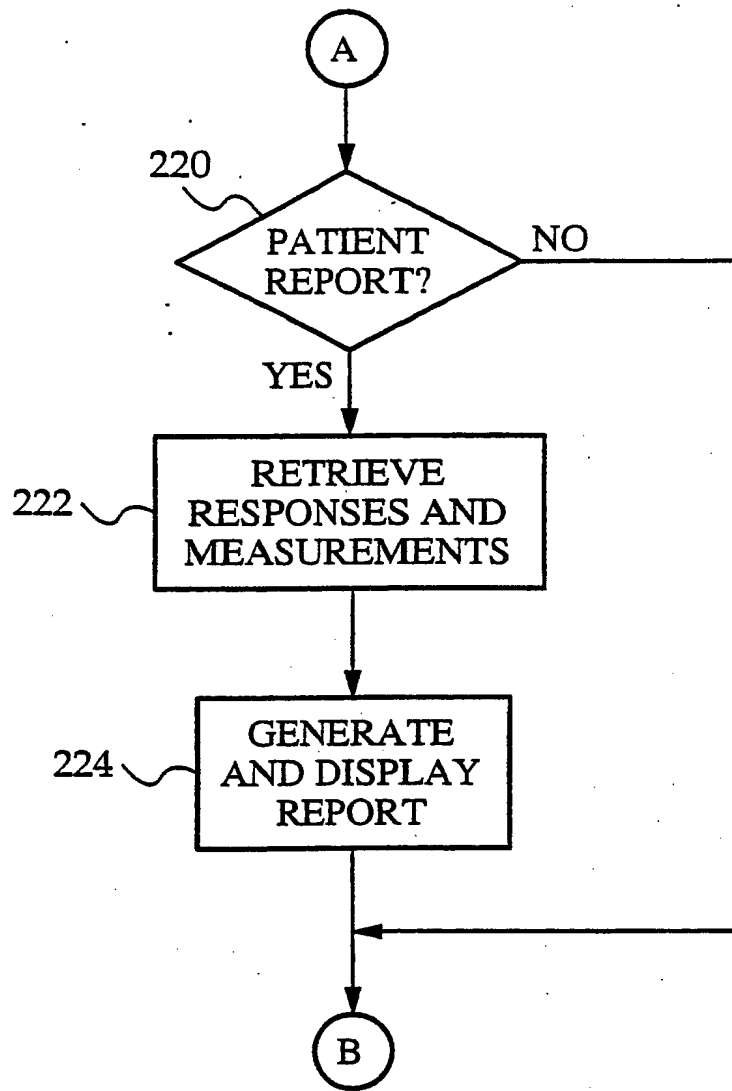 A
220
PATIENT
REPORT?
NO
YES
222
RETRIEVE
RESPONSES AND
MEASUREMENTS
224
GENERATE
AND DISPLAY
REPORT
B